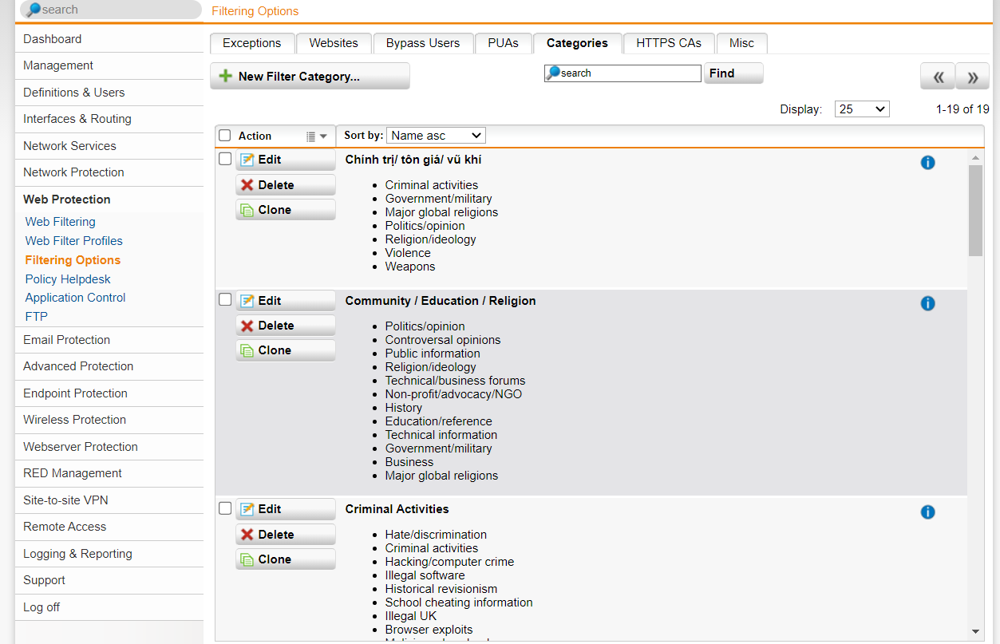 search
Filtering Options
Dashboard
Management
Definitions & Users
Interfaces & Routing
Network Services
Network Protection
Web Protection
Web Filtering
Web Filter Profiles
Filtering Options
Policy Helpdesk
Application Control
FTP
Email Protection
Advanced Protection
Endpoint Protection
Wireless Protection
Webserver Protection
RED Management
Site-to-site VPN
Remote Access
Logging & Reporting
Support
Log off
Exceptions Websites Bypass Users PUAs Categories HTTPS CAs Misc
New Filter Category... search Find
Display: 25 1-19 of 19
Action Sort by: Name asc
Edit Chính trị/ tôn giả/ vũ khí
Delete
Clone
Criminal activities
Government/military
Major global religions
Politics/opinion
Religion/ideology
Violence
Weapons
Edit Community / Education / Religion
Delete
Clone
Politics/opinion
Controversal opinions
Public information
Religion/ideology
Technical/business forums
Non-profit/advocacy/NGO
History
Education/reference
Technical information
Government/military
Business
Major global religions
Edit Criminal Activities
Delete
Clone
Hate/discrimination
Criminal activities
Hacking/computer crime
Illegal software
Historical revisionism
School cheating information
Illegal UK
Browser exploits